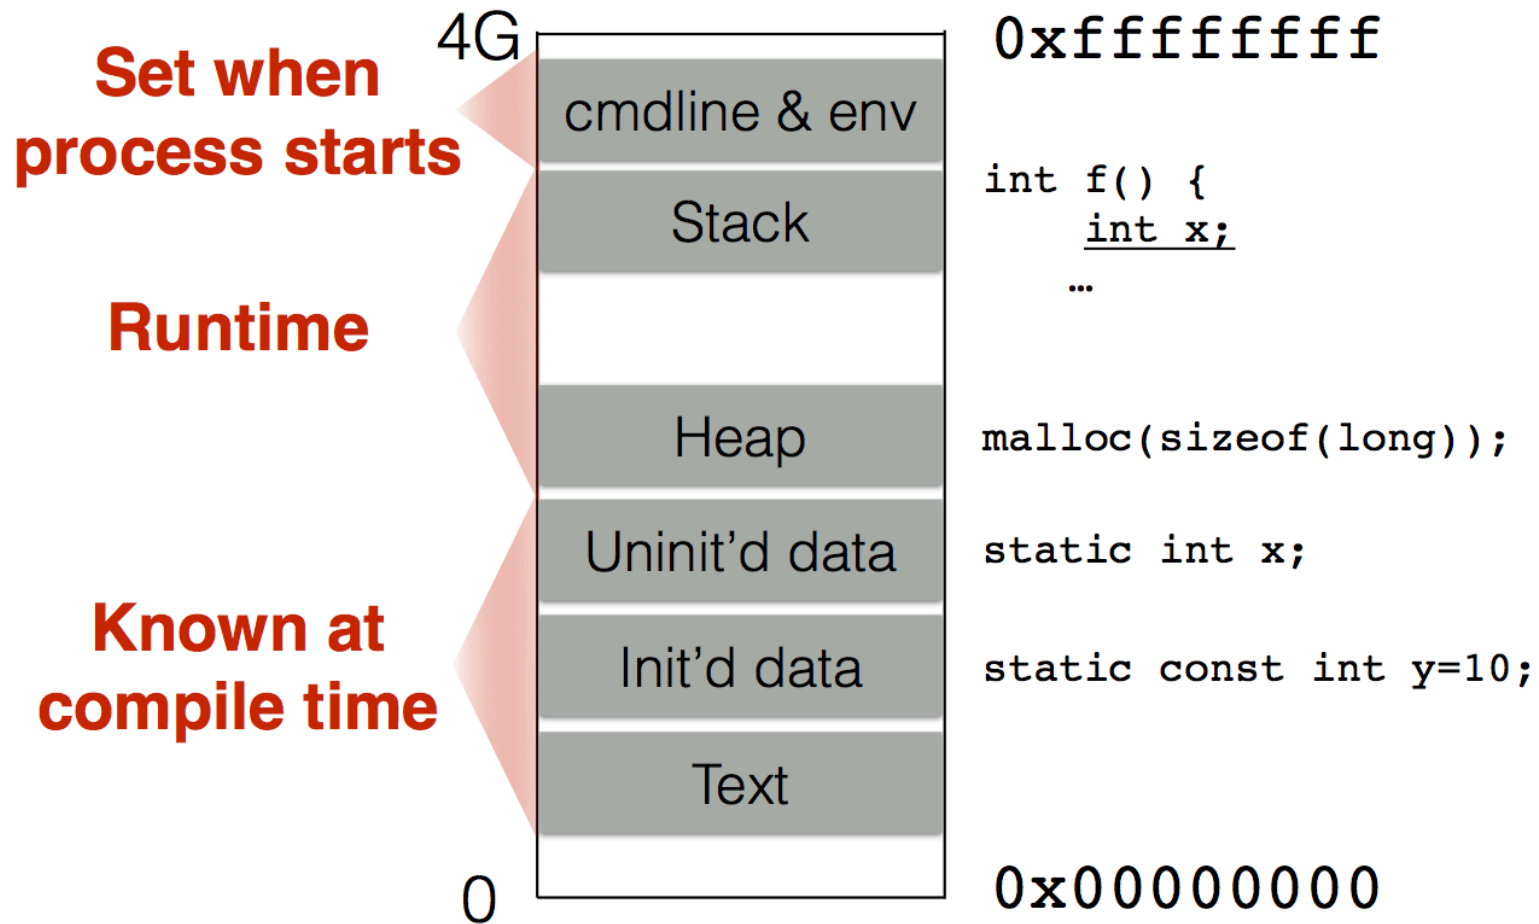 4G
0xffffffff
Set when
process starts
cmdline & env
Stack
int f() {
int x;
…
Runtime
Heap
malloc(sizeof(long));
Uninit’d data
static int x;
Known at
compile time
Init’d data
static const int y=10;
Text
0
0x00000000